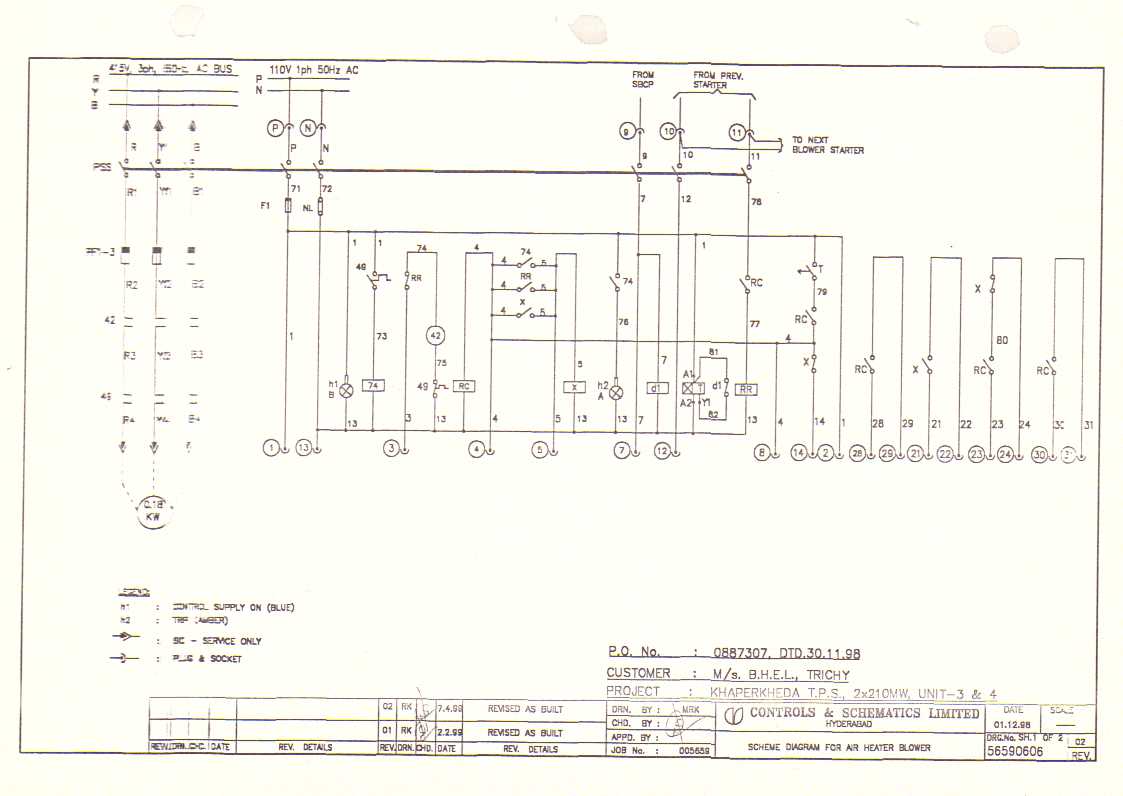 415V, 3ph, 50Hz, AC BUS
110V 1ph 50Hz AC
R
Y
B
P
N
FROM SBCP
FROM PREV. STARTER
TO NEXT BLOWER STARTER
P N 9 10 11
R Y B P N 9 10 11
PSS
R1 Y1 B1 71 72 7 12 78
F1 NL
1 1 74 4 74 1
49 RR 4 5 74 RC T
RR
4 5
79
X
R2 Y2 B2
4 5 76 77 RC
42 42
73 75 4 X
R3 Y3 B3
5 7 81
A1
X 80
RC X RC RC
h1 B 74 49 RC X h2 A d1 T d1 RR
A2 Y1
82
49
R4 Y4 B4
13 13 3 13 4 5 13 13 7 13 13 4 14 1 28 29 21 22 23 24 30 31
1 13 3 4 5 7 12 8 14 2 28 29 21 22 23 24 30 31
0.18 KW
LEGEND:
h1 : CONTROL SUPPLY ON (BLUE)
h2 : TRIP (AMBER)
: SC - SERVICE ONLY
: PLUG & SOCKET
P.O. No. : 0887307, DTD.30.11.98
CUSTOMER : M/s. B.H.E.L., TRICHY
PROJECT : KHAPERKHEDA T.P.S., 2x210MW, UNIT-3 & 4
02 RK 7.4.99 REVISED AS BUILT
01 RK 2.2.99 REVISED AS BUILT
REV. DRN. CHD. DATE REV. DETAILS
REV. DRN. CHD. DATE REV. DETAILS
DRN. BY : MRK
CHD. BY :
APPD. BY :
JOB No. : 005659
CONTROLS & SCHEMATICS LIMITED
HYDERABAD
SCHEME DIAGRAM FOR AIR HEATER BLOWER
DATE
01.12.98
SCALE
DRG.No. SH.1 OF 2
56590606
02
REV.